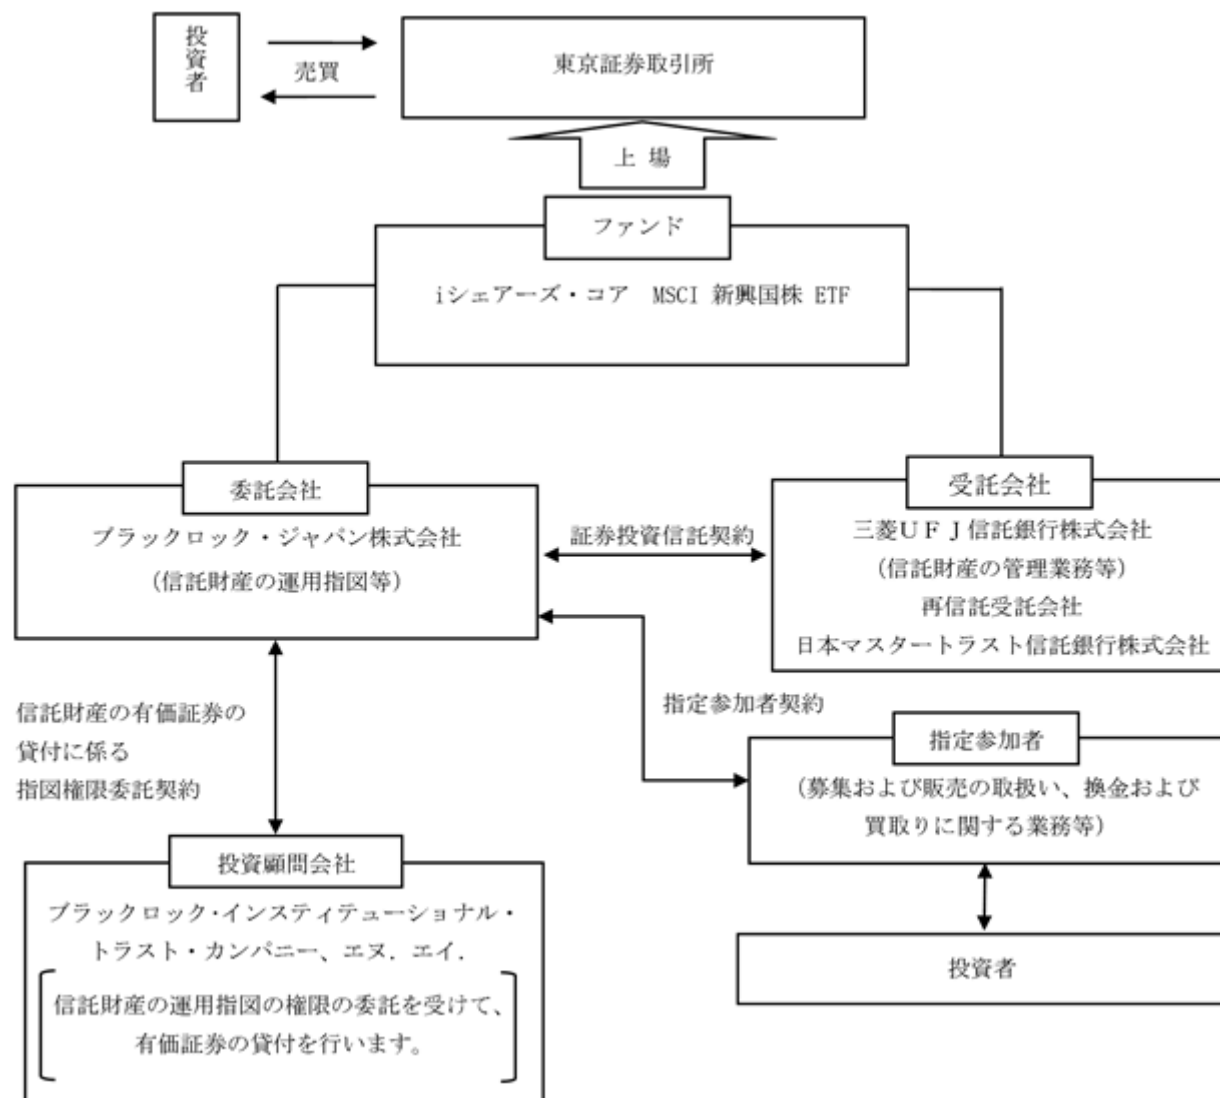 投資者
売買
東京証券取引所
上 場
ファンド
iシェアーズ・コア　MSCI 新興国株 ETF
委託会社
ブラックロック・ジャパン株式会社
（信託財産の運用指図等）
証券投資信託契約
受託会社
三菱ＵＦＪ信託銀行株式会社
（信託財産の管理業務等）
再信託受託会社
日本マスタートラスト信託銀行株式会社
信託財産の有価証券の
貸付に係る
指図権限委託契約
指定参加者契約
指定参加者
（募集および販売の取扱い、換金および
買取りに関する業務等）
投資顧問会社
ブラックロック・インスティテューショナル・
トラスト・カンパニー、エヌ．エイ．
信託財産の運用指図の権限の委託を受けて、
有価証券の貸付を行います。
投資者